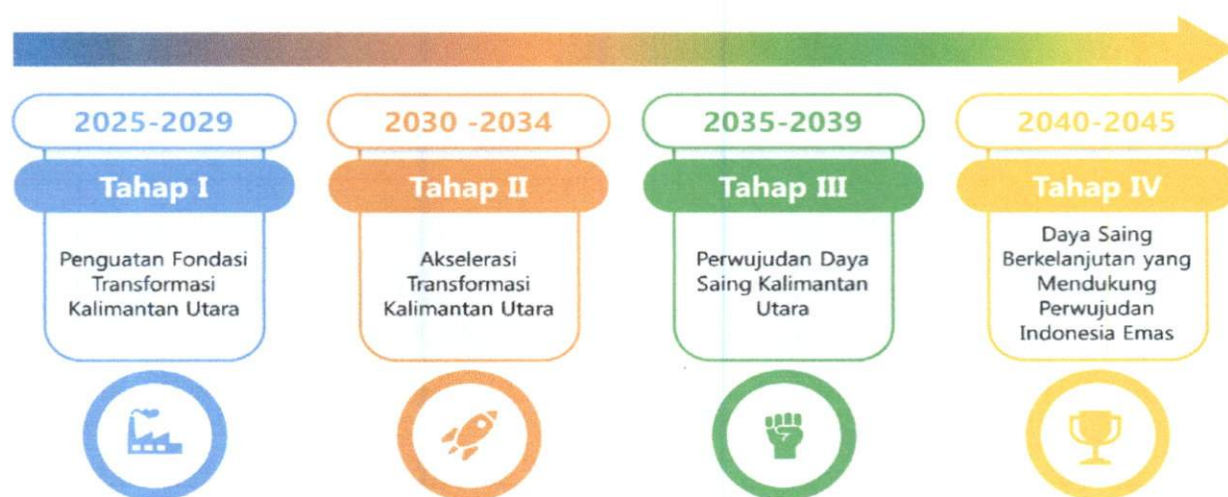 2025-2029
Tahap I
Penguatan Fondasi
Transformasi
Kalimantan Utara
2030 -2034
Tahap II
Akselerasi
Transformasi
Kalimantan Utara
2035-2039
Tahap III
Perwujudan Daya
Saing Kalimantan
Utara
2040-2045
Tahap IV
Daya Saing
Berkelanjutan yang
Mendukung
Perwujudan
Indonesia Emas